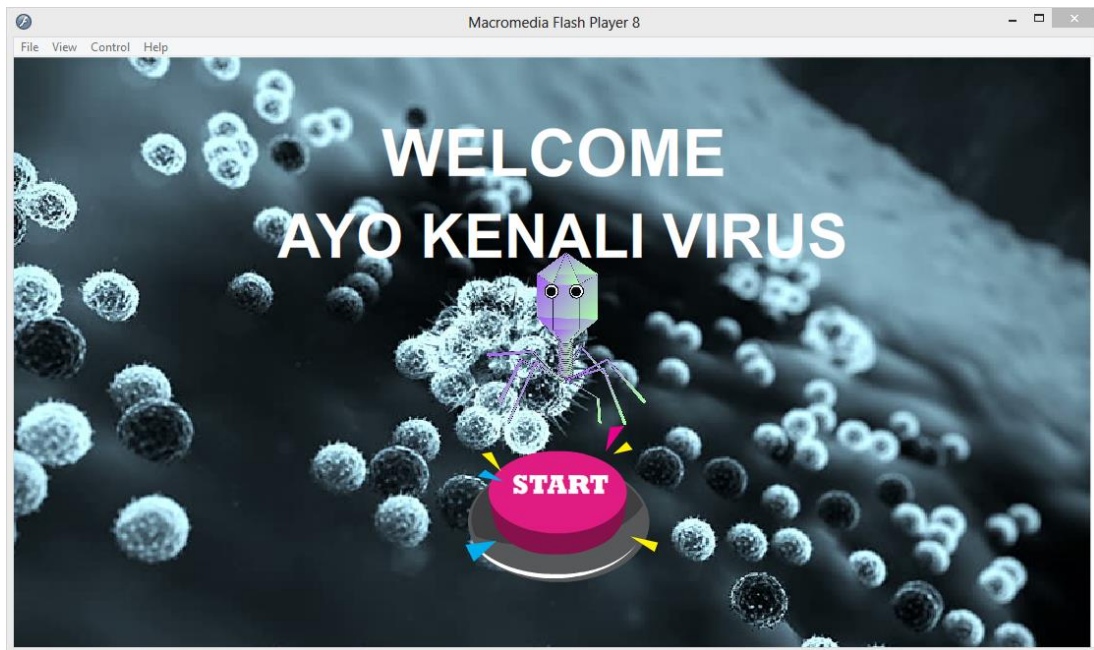 Macromedia Flash Player 8
File View Control Help
WELCOME
AYO KENALI VIRUS
START